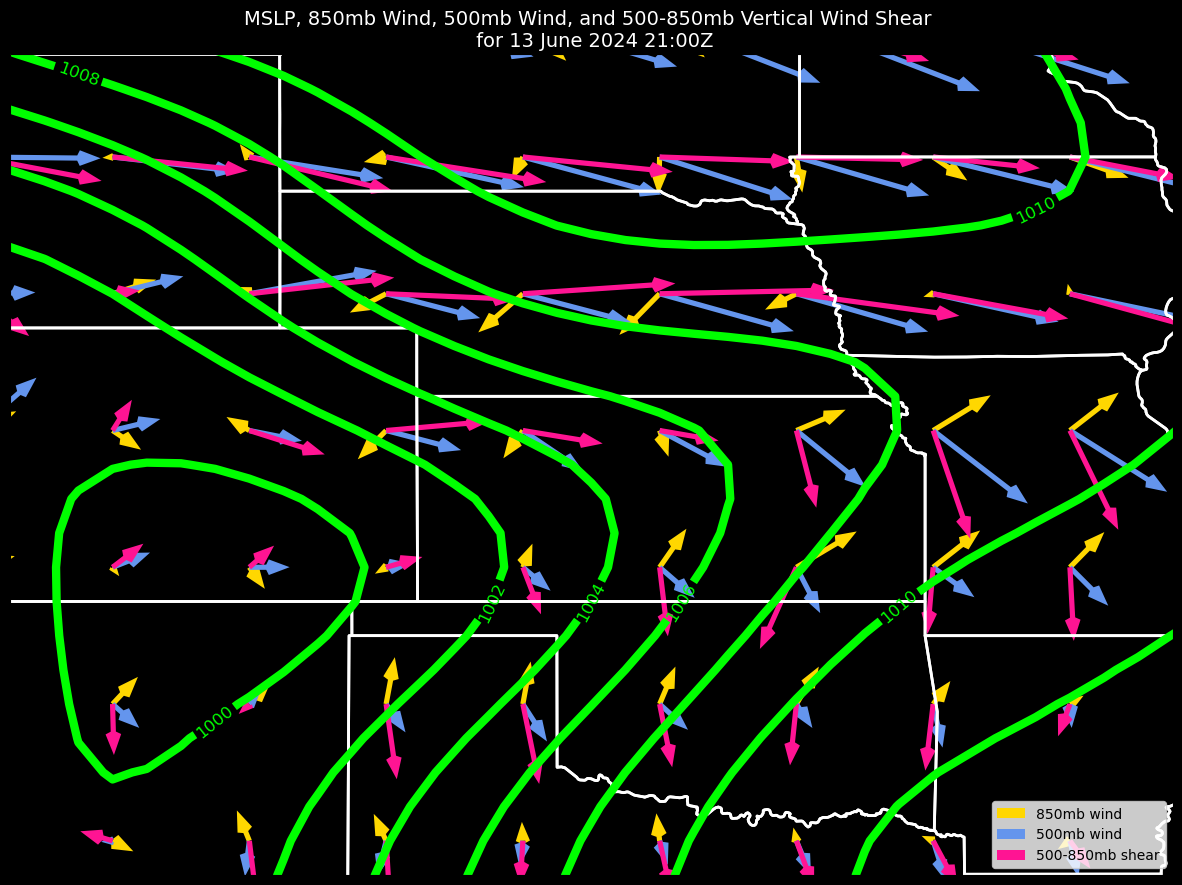 MSLP, 850mb Wind, 500mb Wind, and 500-850mb Vertical Wind Shear
for 13 June 2024 21:00Z
1008
1010
1002
1004
1006
1010
1000
850mb wind
500mb wind
500-850mb shear